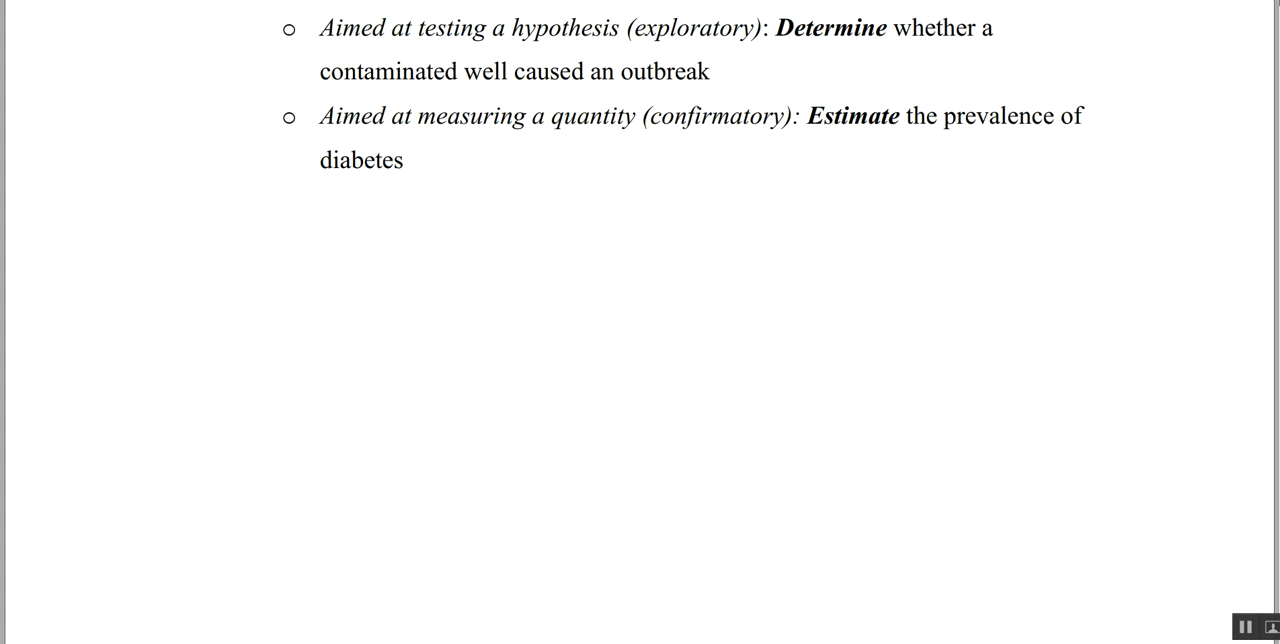 Aimed at testing a hypothesis (exploratory): Determine whether a
contaminated well caused an outbreak
Aimed at measuring a quantity (confirmatory): Estimate the prevalence of
diabetes